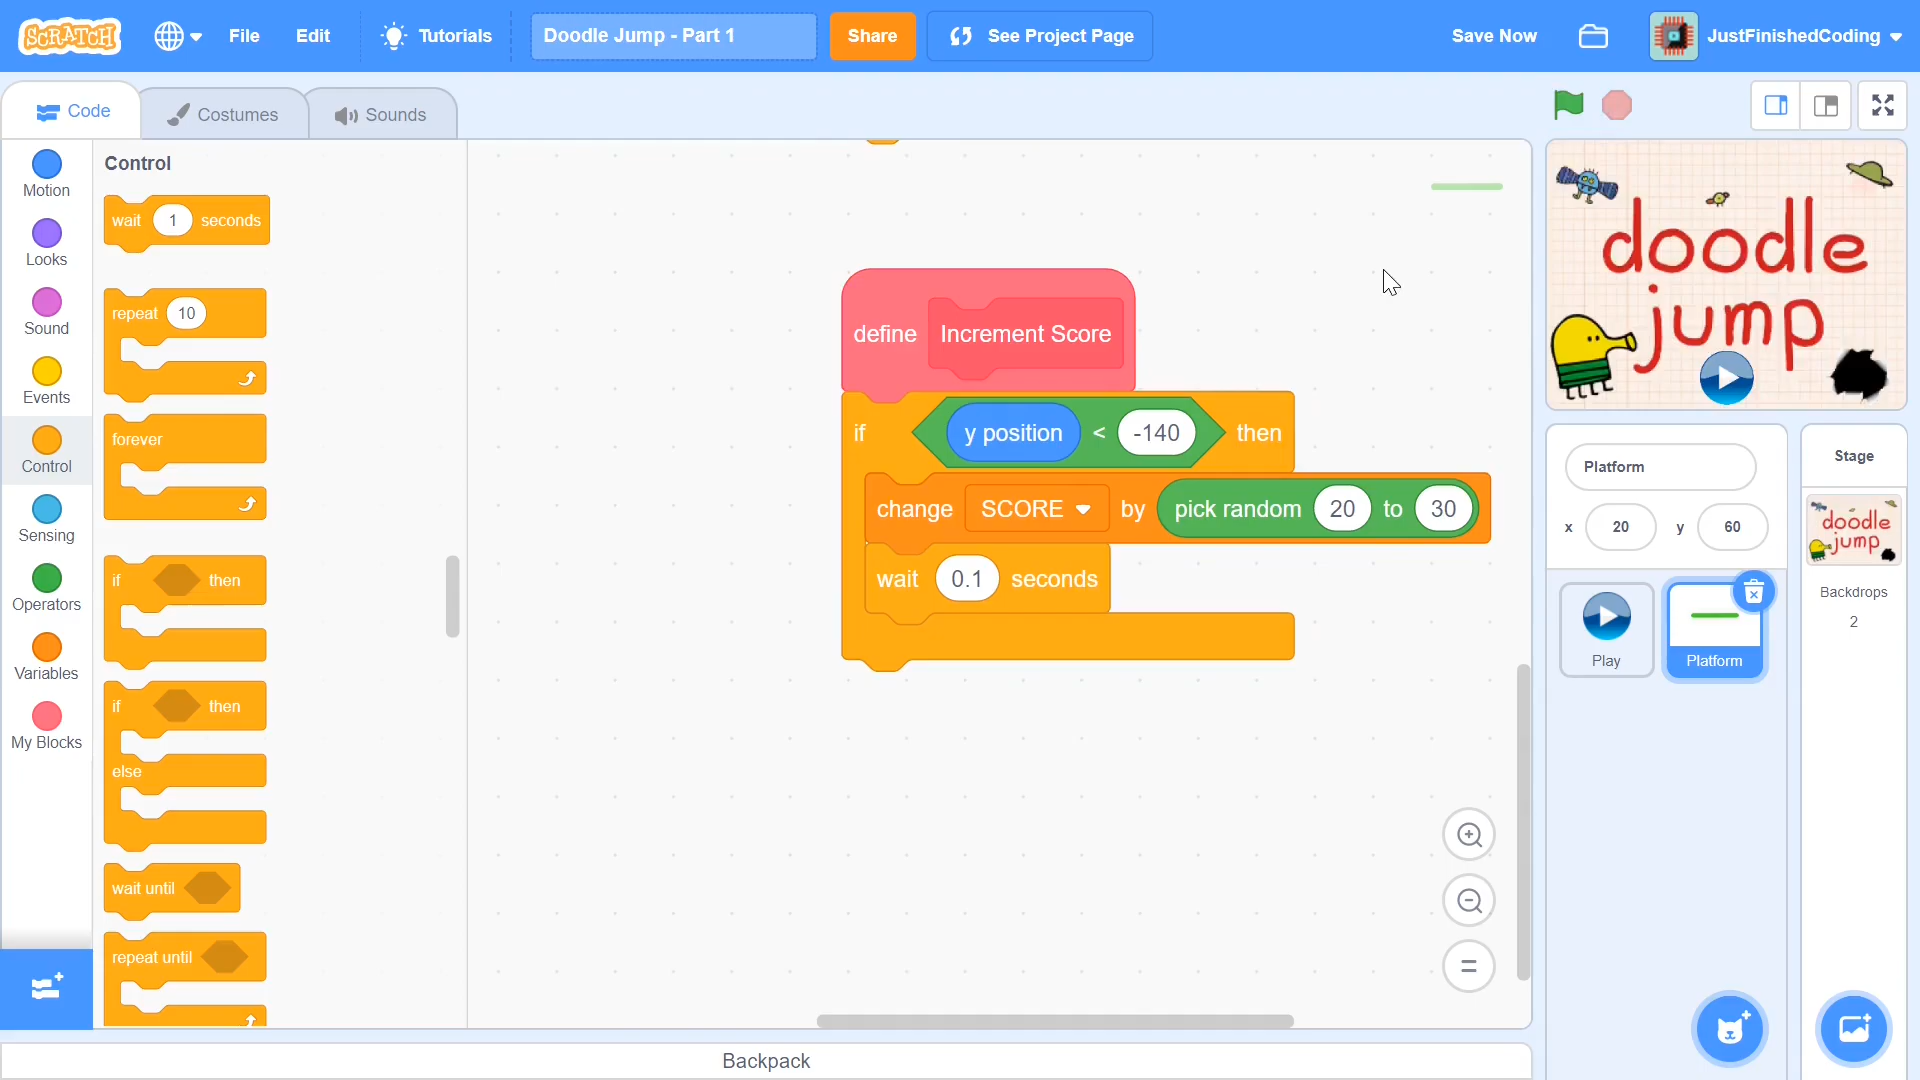 SCRATCH
File
Edit
Tutorials
Doodle Jump - Part 1
Share
See Project Page
Save Now
JustFinishedCoding
Code
Costumes
Sounds
Motion
Looks
Sound
Events
Control
Sensing
Operators
Variables
My Blocks
Control
wait 1 seconds
repeat 10
forever
if then
if then
else
wait until
repeat until
define Increment Score
if y position < -140 then
change SCORE by pick random 20 to 30
wait 0.1 seconds
Backpack
doodle
jump
Platform
x 20 y 60
Play
Platform
Stage
doodle
jump
Backdrops
2